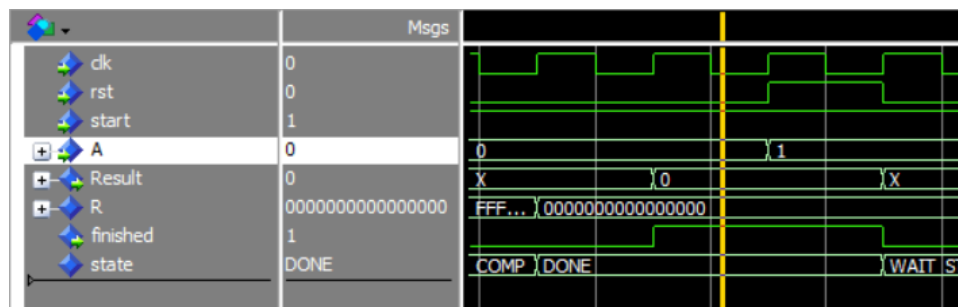 Msgs
clk 0
rst 0
start 1
A 0 0 1
Result 0 X 0 X
R 0000000000000000 FFF... 0000000000000000
finished 1
state DONE COMP DONE WAIT ST